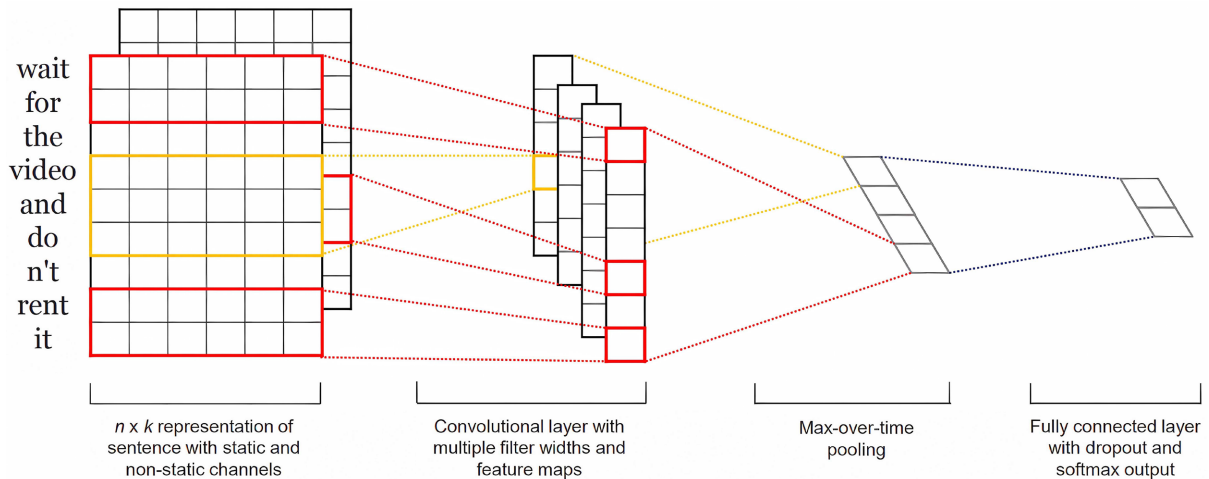 wait
for
the
video
and
do
n't
rent
it
n x k representation of
sentence with static and
non-static channels
Convolutional layer with
multiple filter widths and
feature maps
Max-over-time
pooling
Fully connected layer
with dropout and
softmax output